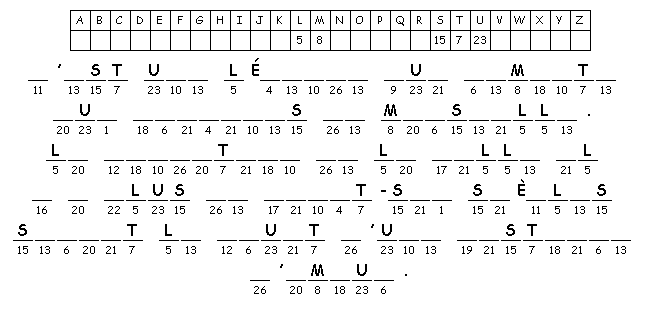 A B C D E F G H I J K L M N O P Q R S T U V W X Y Z
5 8 15 7 23
_ ' _ S T U _ _ L É _ _ _ _ _ _ U _ _ _ M _ _ T _
11 13 15 7 23 10 13 5 4 13 10 26 13 9 23 21 6 13 8 18 10 7 13
_ U _ _ _ _ _ _ _ _ S _ _ M _ _ S _ _ L L _ .
20 23 1 18 6 21 4 21 10 13 15 26 13 8 20 6 15 13 21 5 5 13
L _ _ _ _ _ _ T _ _ _ _ _ L _ _ _ L L _ _ L
5 20 12 18 10 26 20 7 21 18 10 26 13 5 20 17 21 5 5 13 21 5
_ _ _ L U S _ _ _ _ _ _ T - S _ _ S _ È _ L _ S
16 20 22 5 23 15 26 13 17 21 10 4 7 15 21 1 15 21 11 5 13 15
S _ _ _ _ T L _ _ _ U _ T _ ' U _ _ _ _ S T _ _ _ _
15 13 6 20 21 7 5 13 12 6 23 21 7 26 23 10 13 19 21 15 7 18 21 6 13
_ ' _ M _ U _ .
26 20 8 18 23 6